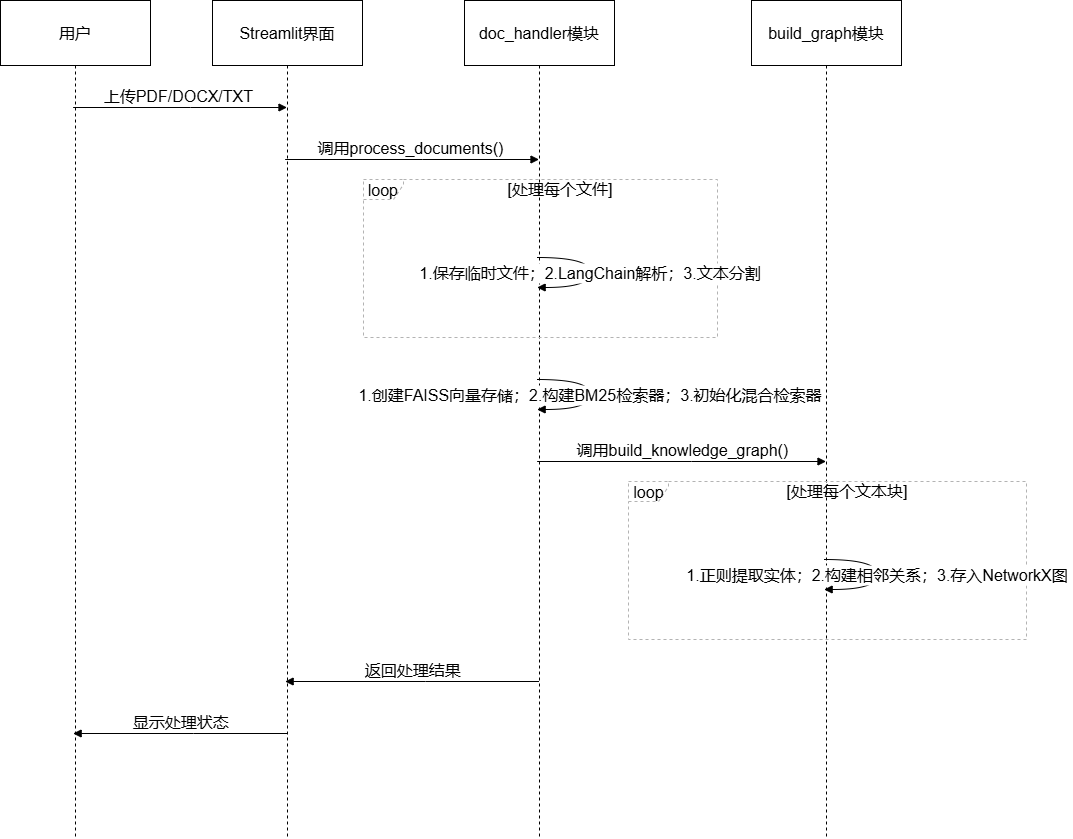 用户
Streamlit界面
doc_handler模块
build_graph模块
上传PDF/DOCX/TXT
调用process_documents()
loop
[处理每个文件]
1.保存临时文件；2.LangChain解析；3.文本分割
1.创建FAISS向量存储；2.构建BM25检索器；3.初始化混合检索器
调用build_knowledge_graph()
loop
[处理每个文本块]
1.正则提取实体；2.构建相邻关系；3.存入NetworkX图
返回处理结果
显示处理状态